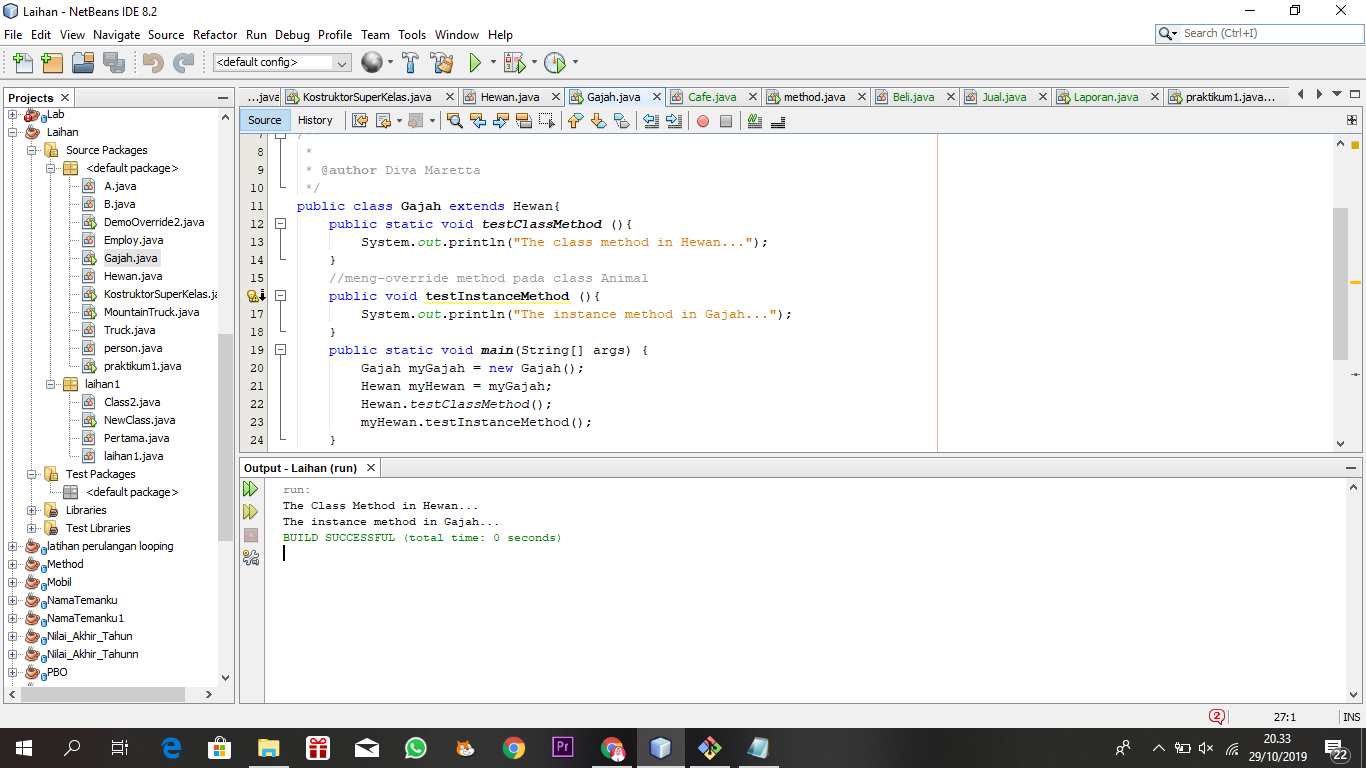 Laihan - NetBeans IDE 8.2
File Edit View Navigate Source Refactor Run Debug Profile Team Tools Window Help
Search (Ctrl+I)
<default config>
Projects
Lab
Laihan
Source Packages
<default package>
A.java
B.java
DemoOverride2.java
Employ.java
Gajah.java
Hewan.java
KostruktorSuperKelas.ja
MountainTruck.java
Truck.java
person.java
praktikum1.java
laihan1
Class2.java
NewClass.java
Pertama.java
laihan1.java
Test Packages
<default package>
Libraries
Test Libraries
latihan perulangan looping
Method
Mobil
NamaTemanku
NamaTemanku1
Nilai_Akhir_Tahun
Nilai_Akhir_Tahunn
PBO
...java KostruktorSuperKelas.java Hewan.java Gajah.java Cafe.java method.java Beli.java Jual.java Laporan.java praktikum1.java...
Source History
7 /**
8 *
9 * @author Diva Maretta
10 */
11 public class Gajah extends Hewan{
12 public static void testClassMethod (){
13 System.out.println("The class method in Hewan...");
14 }
15 //meng-override method pada class Animal
public void testInstanceMethod (){
17 System.out.println("The instance method in Gajah...");
18 }
19 public static void main(String[] args) {
20 Gajah myGajah = new Gajah();
21 Hewan myHewan = myGajah;
22 Hewan.testClassMethod();
23 myHewan.testInstanceMethod();
24 }
Output - Laihan (run)
run:
The Class Method in Hewan...
The instance method in Gajah...
BUILD SUCCESSFUL (total time: 0 seconds)
2
27:1
INS
Pr
20.33
29/10/2019
22